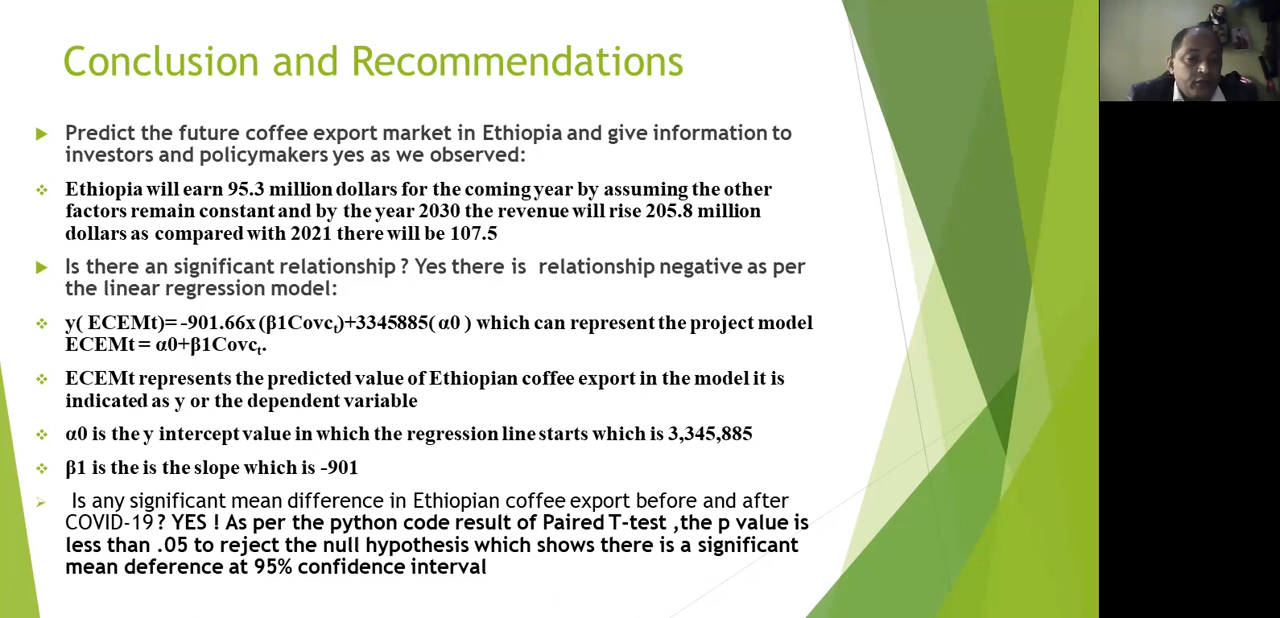 Conclusion and Recommendations
Predict the future coffee export market in Ethiopia and give information to
investors and policymakers yes as we observed:
Ethiopia will earn 95.3 million dollars for the coming year by assuming the other
factors remain constant and by the year 2030 the revenue will rise 205.8 million
dollars as compared with 2021 there will be 107.5
Is there an significant relationship ? Yes there is relationship negative as per
the linear regression model:
y( ECEMt)= -901.66x (β1Covcₜ)+3345885( α0 ) which can represent the project model
ECEMt = α0+β1Covcₜ.
ECEMt represents the predicted value of Ethiopian coffee export in the model it is
indicated as y or the dependent variable
α0 is the y intercept value in which the regression line starts which is 3,345,885
β1 is the is the slope which is -901
Is any significant mean difference in Ethiopian coffee export before and after
COVID-19 ? YES ! As per the python code result of Paired T-test ,the p value is
less than .05 to reject the null hypothesis which shows there is a significant
mean deference at 95% confidence interval